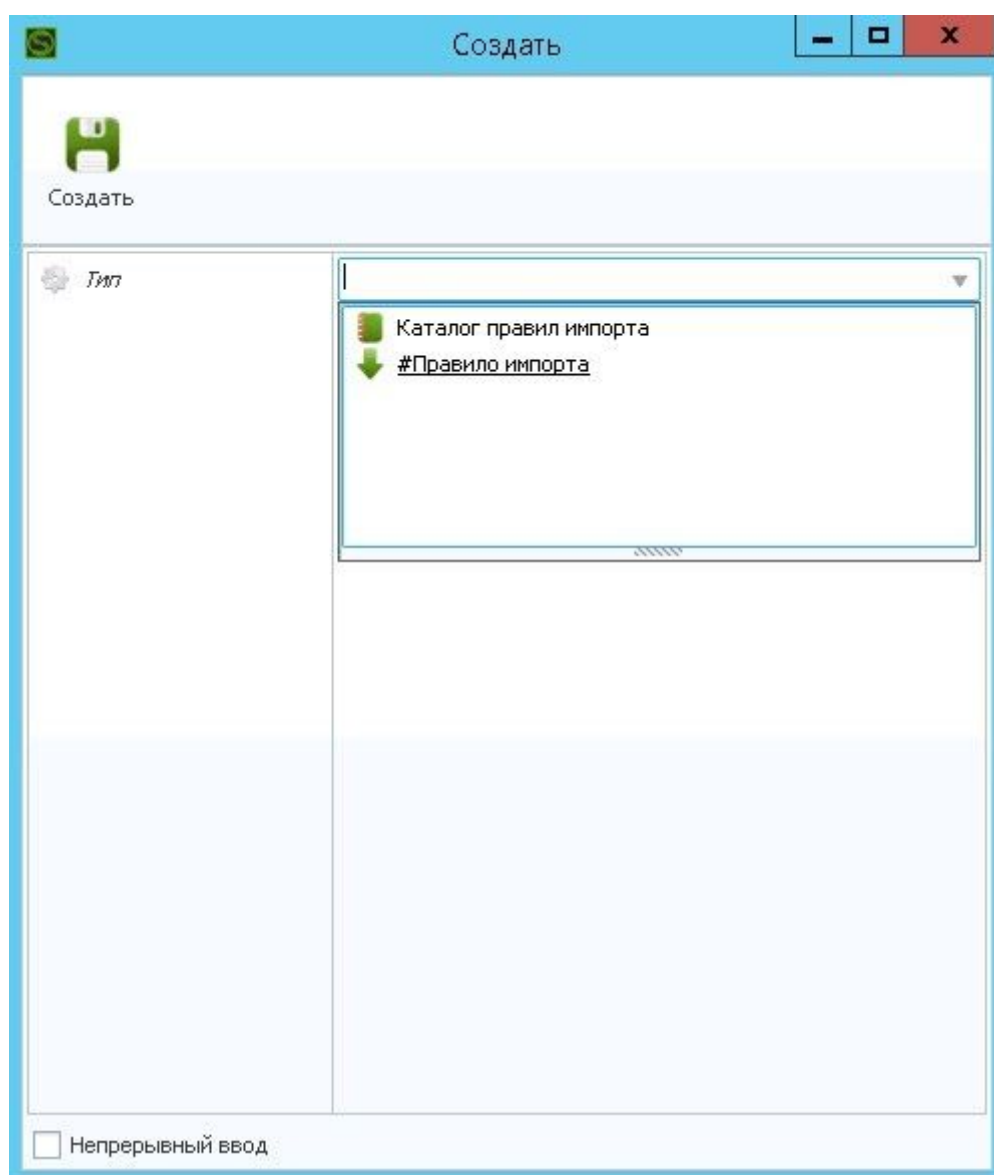 Создать
Создать
Тип
Каталог правил импорта
#Правило импорта
Непрерывный ввод